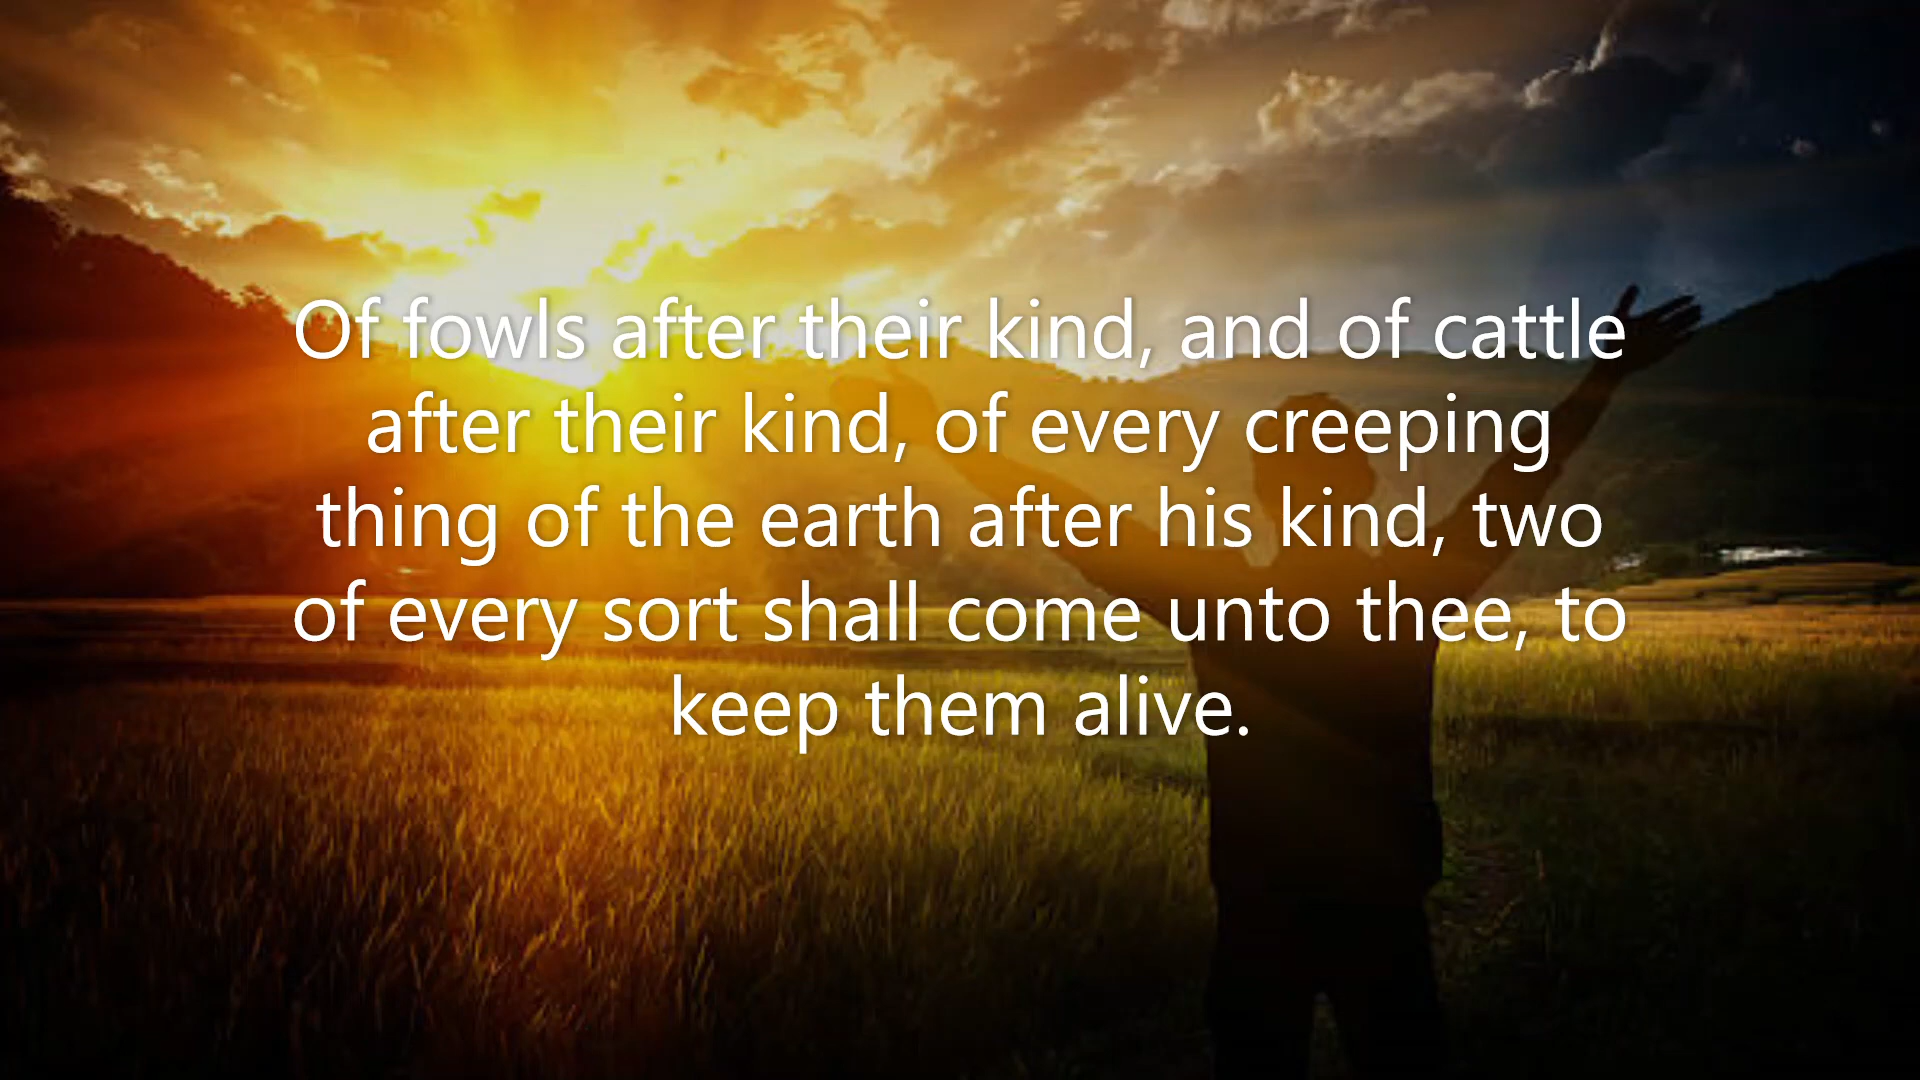 Of fowls after their kind, and of cattle
after their kind, of every creeping
thing of the earth after his kind, two
of every sort shall come unto thee, to
keep them alive.